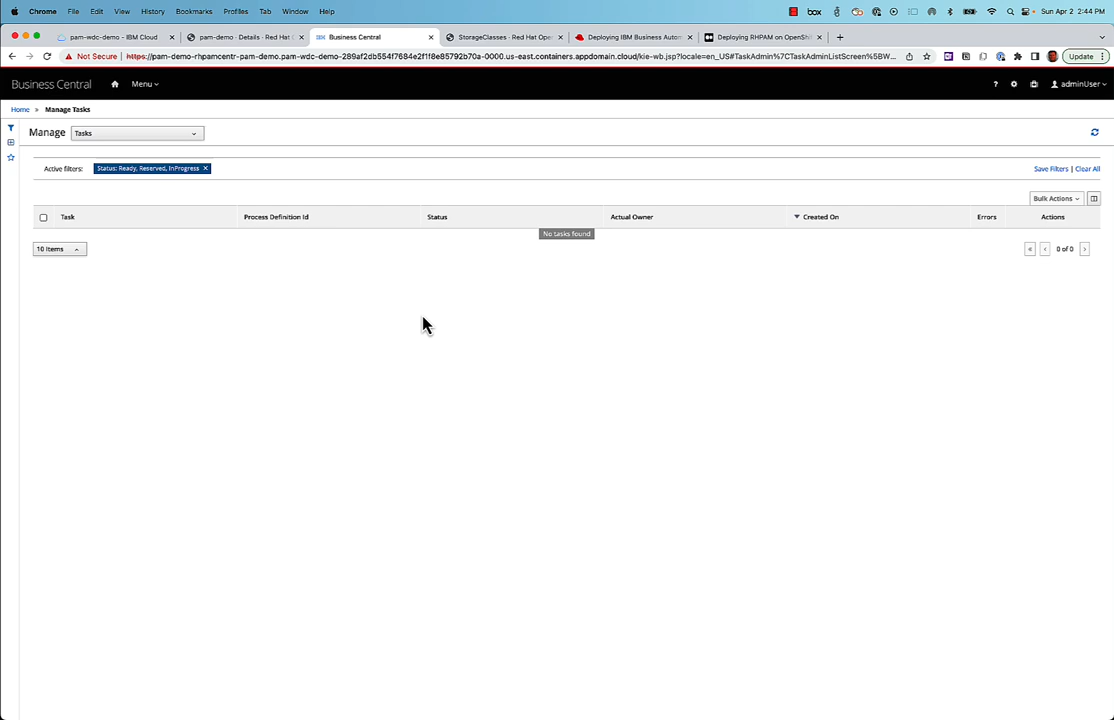 Chrome File Edit View History Bookmarks Profiles Tab Window Help box Sun Apr 2 2:44 PM
pam-wdc-demo - IBM Cloud pam-demo · Details · Red Hat Business Central StorageClasses · Red Hat Ope Deploying IBM Business Autom Deploying RHPAM on OpenShi
Not Secure https://pam-demo-rhpamcentr-pam-demo.pam-wdc-demo-289af2db554f7684e2f1f8e85792b70a-0000.us-east.containers.appdomain.cloud/kie-wb.jsp?locale=en_US#TaskAdmin%7CTaskAdminListScreen%5BW... Update
Business Central Menu ? adminUser
Home » Manage Tasks
Manage Tasks
Active filters: Status: Ready, Reserved, InProgress × Save Filters | Clear All
Bulk Actions
Task Process Definition Id Status Actual Owner Created On Errors Actions
No tasks found
10 Items « ‹ 0 of 0 ›